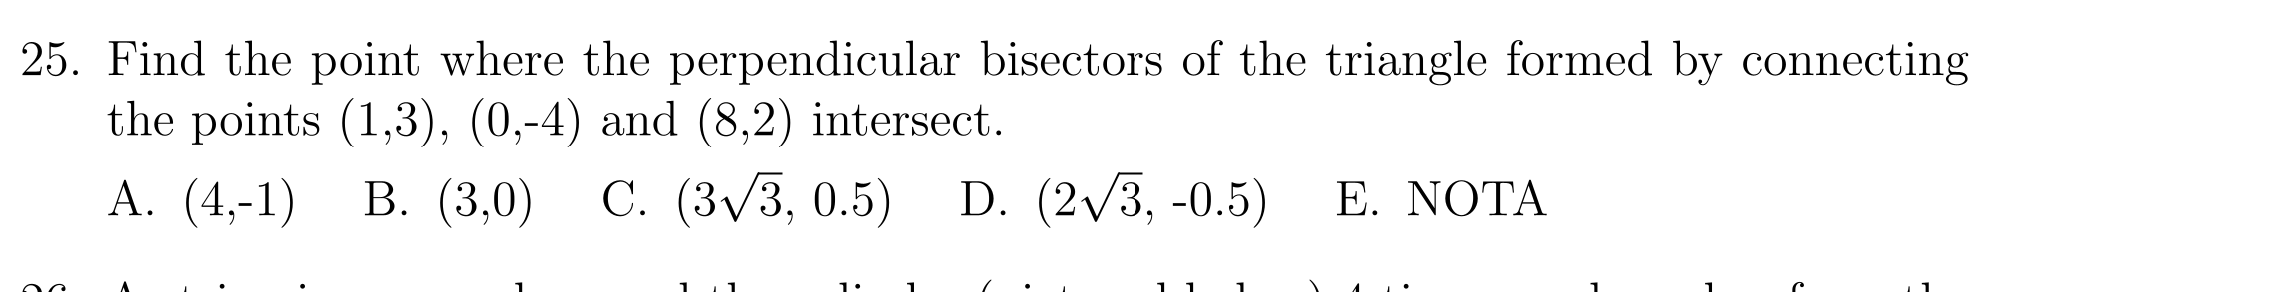 25. Find the point where the perpendicular bisectors of the triangle formed by connecting
the points (1,3), (0,-4) and (8,2) intersect.
A. (4,-1) B. (3,0) C. (3√3, 0.5) D. (2√3, -0.5) E. NOTA